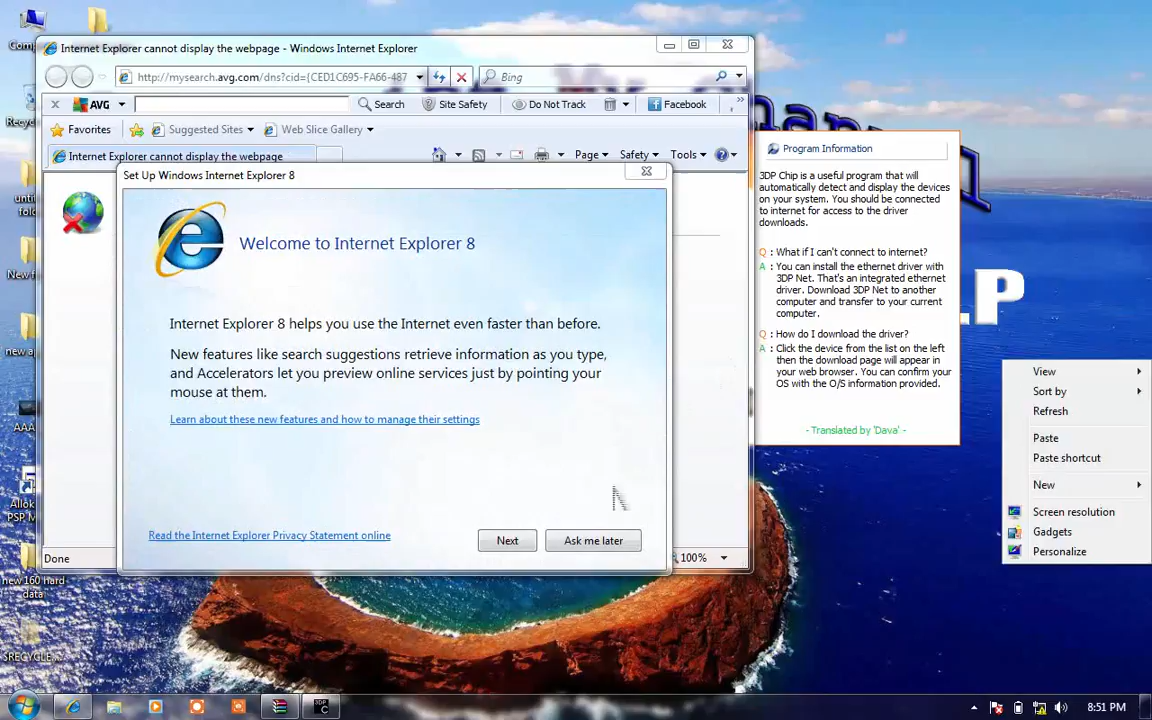 Internet Explorer cannot display the webpage - Windows Internet Explorer
http://mysearch.avg.com/dns?cid={CED1C695-FA66-487
Bing
AVG
Search
Site Safety
Do Not Track
Facebook
»
Favorites
Suggested Sites
Web Slice Gallery
Internet Explorer cannot display the webpage
Page
Safety
Tools
Set Up Windows Internet Explorer 8
Welcome to Internet Explorer 8
Internet Explorer 8 helps you use the Internet even faster than before.
New features like search suggestions retrieve information as you type,
and Accelerators let you preview online services just by pointing your
mouse at them.
Learn about these new features and how to manage their settings
Read the Internet Explorer Privacy Statement online
Next
Ask me later
Done
100%
Program Information
3DP Chip is a useful program that will
automatically detect and display the devices
on your system. You should be connected
to internet for access to the driver
downloads.
Q : What if I can't connect to internet?
A : You can install the ethernet driver with
3DP Net. That's an integrated ethernet
driver. Download 3DP Net to another
computer and transfer to your current
computer.
Q : How do I download the driver?
A : Click the device from the list on the left
then the download page will appear in
your web browser. You can confirm your
OS with the O/S information provided.
- Translated by 'Dava' -
View
Sort by
Refresh
Paste
Paste shortcut
New
Screen resolution
Gadgets
Personalize
new 160 hard
data
8:51 PM